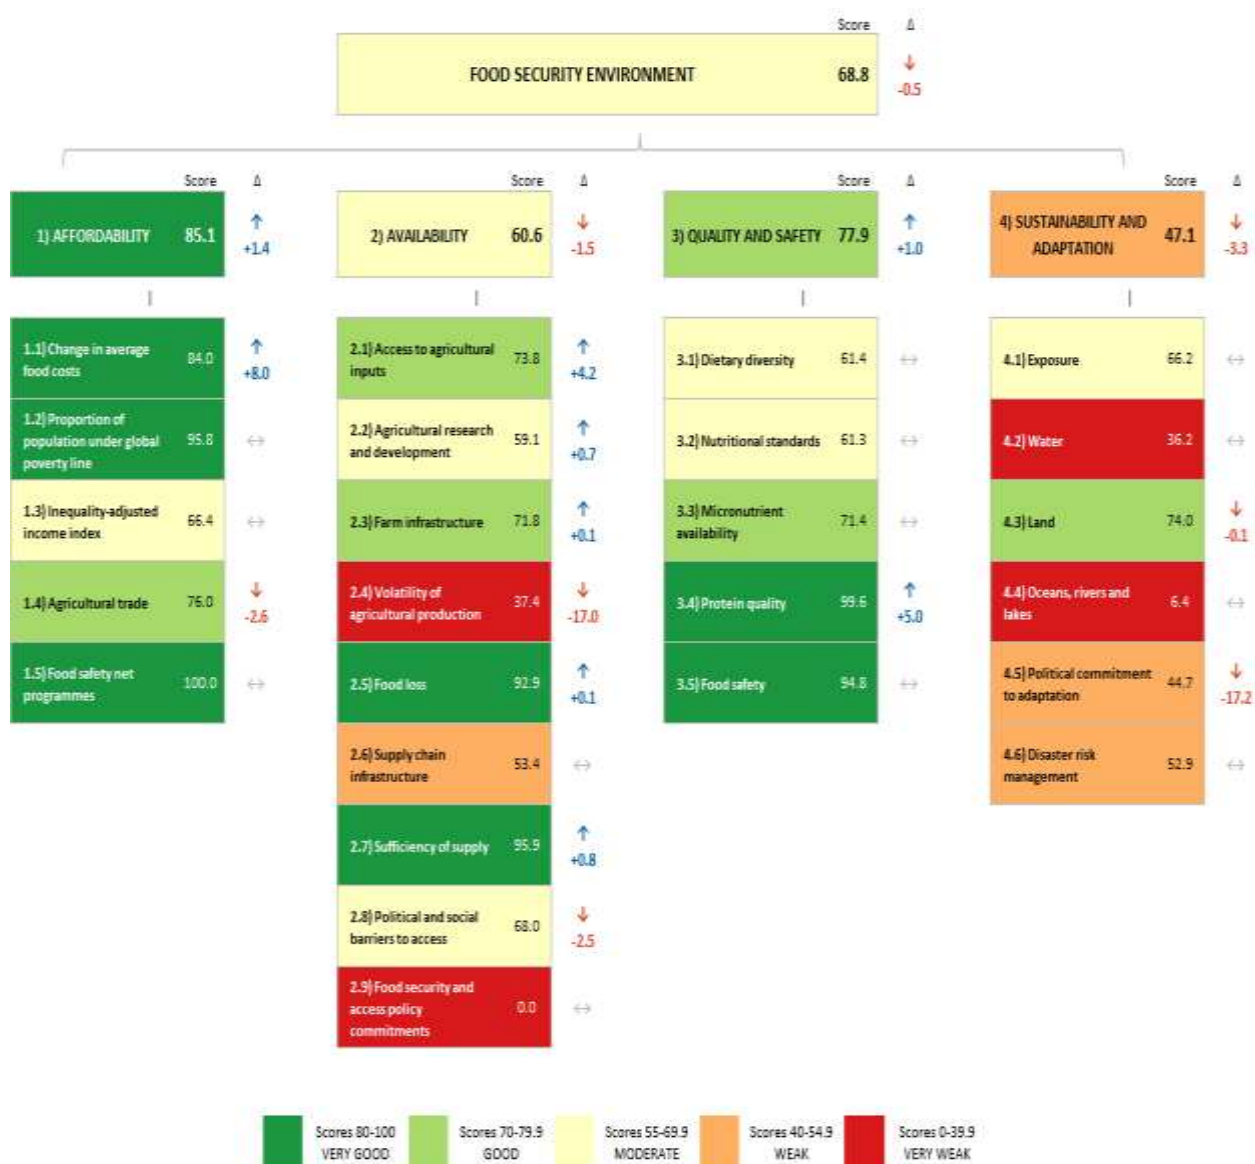 Score Δ
FOOD SECURITY ENVIRONMENT 68.8 ↓
-0.5
Score Δ
1) AFFORDABILITY 85.1 ↑
+1.4
Score Δ
2) AVAILABILITY 60.6 ↓
-1.5
Score Δ
3) QUALITY AND SAFETY 77.9 ↑
+1.0
Score Δ
4) SUSTAINABILITY AND
ADAPTATION 47.1 ↓
-3.3
1.1) Change in average
food costs 84.0 ↑
+8.0
1.2) Proportion of
population under global
poverty line 95.8 ↔
1.3) Inequality-adjusted
income index 66.4 ↔
1.4) Agricultural trade 76.0 ↓
-2.6
1.5) Food safety net
programmes 100.0 ↔
2.1) Access to agricultural
inputs 73.8 ↑
+4.2
2.2) Agricultural research
and development 59.1 ↑
+0.7
2.3) Farm infrastructure 71.8 ↑
+0.1
2.4) Volatility of
agricultural production 37.4 ↓
-17.0
2.5) Food loss 92.9 ↑
+0.1
2.6) Supply chain
infrastructure 53.4 ↔
2.7) Sufficiency of supply 95.9 ↑
+0.8
2.8) Political and social
barriers to access 68.0 ↓
-2.5
2.9) Food security and
access policy
commitments 0.0 ↔
3.1) Dietary diversity 61.4 ↔
3.2) Nutritional standards 61.3 ↔
3.3) Micronutrient
availability 71.4 ↔
3.4) Protein quality 99.6 ↑
+5.0
3.5) Food safety 94.8 ↔
4.1) Exposure 66.2 ↔
4.2) Water 36.2 ↔
4.3) Land 74.0 ↓
-0.1
4.4) Oceans, rivers and
lakes 6.4 ↔
4.5) Political commitment
to adaptation 44.7 ↓
-17.2
4.6) Disaster risk
management 52.9 ↔
Scores 80-100
VERY GOOD
Scores 70-79.9
GOOD
Scores 55-69.9
MODERATE
Scores 40-54.9
WEAK
Scores 0-39.9
VERY WEAK